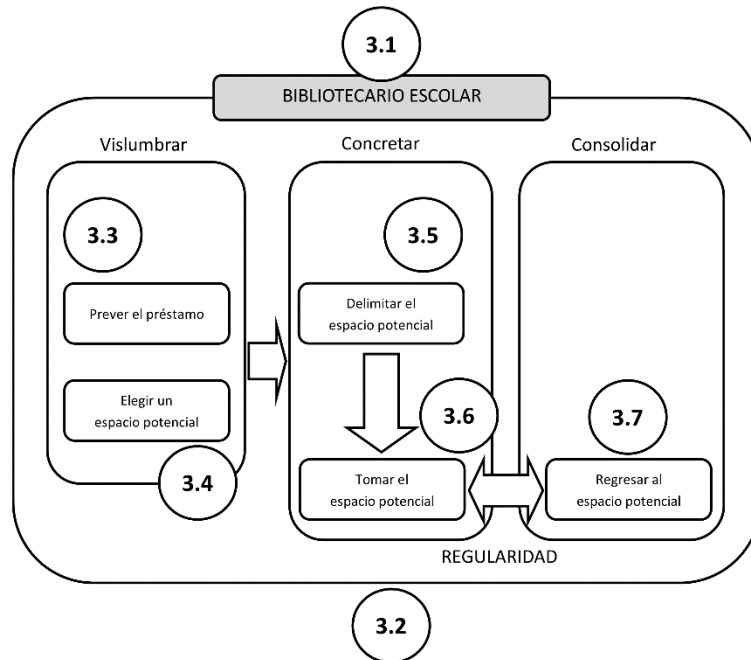 3.1
BIBLIOTECARIO ESCOLAR
Vislumbrar
Concretar
Consolidar
3.3
3.5
Prever el préstamo
Delimitar el
espacio potencial
Elegir un
espacio potencial
3.6
3.7
3.4
Tomar el
espacio potencial
Regresar al
espacio potencial
REGULARIDAD
3.2